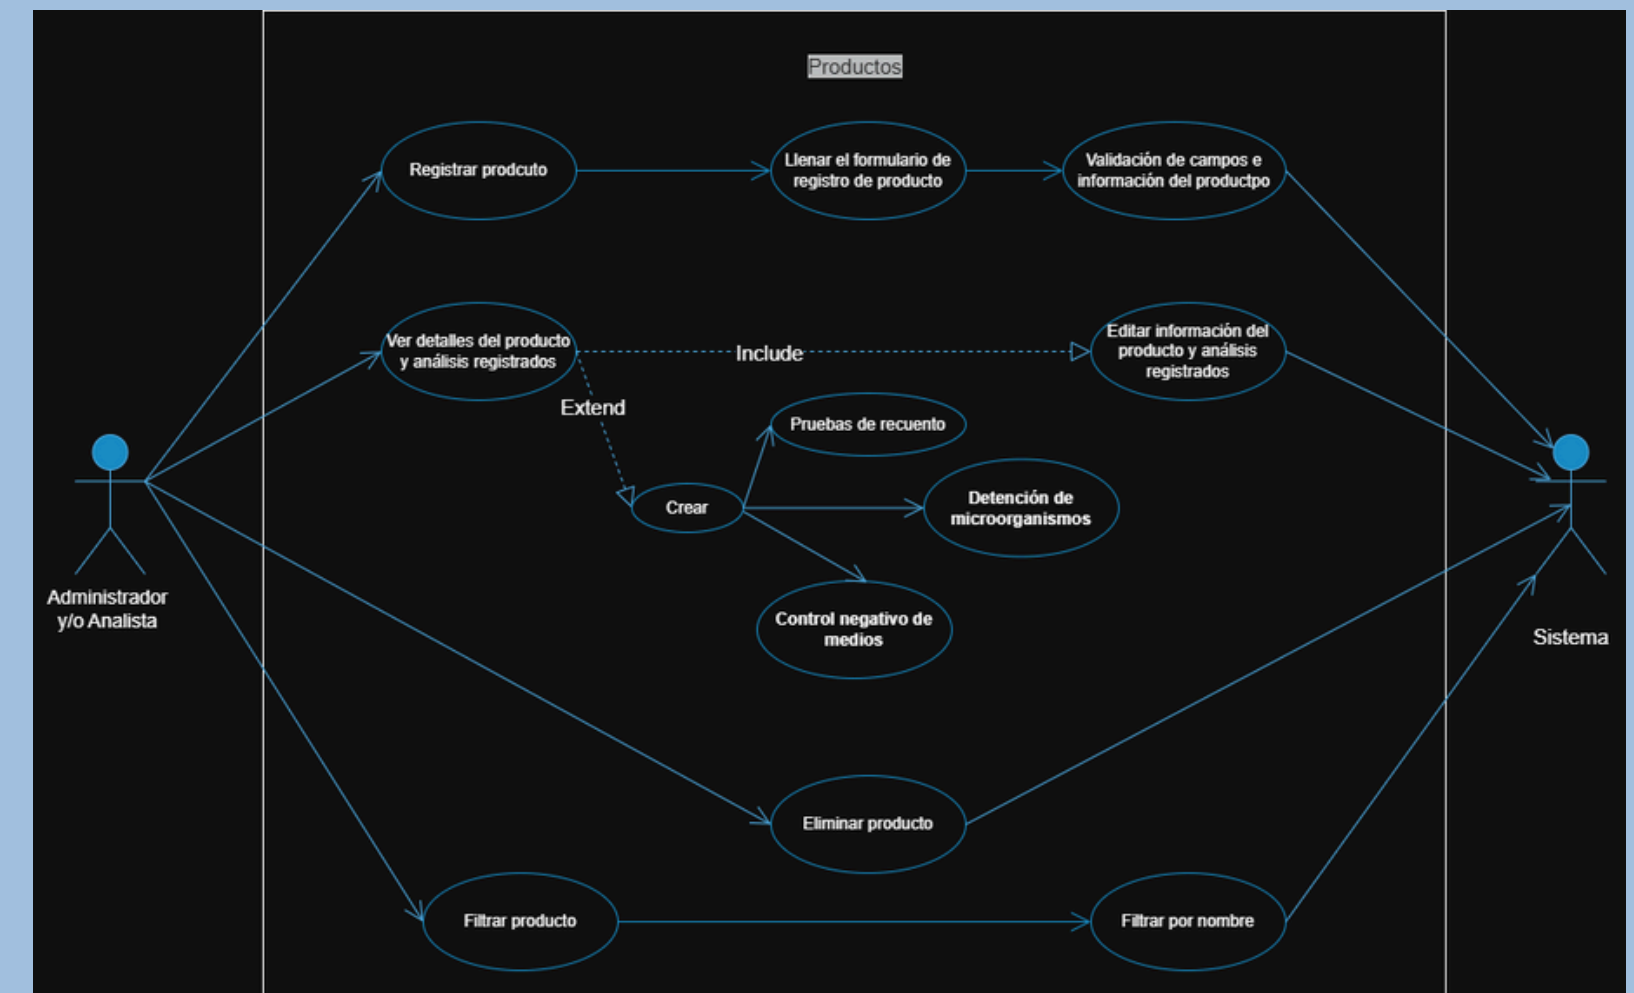 Productos
Registrar prodcuto
Llenar el formulario de
registro de producto
Validación de campos e
información del productpo
Ver detalles del producto
y análisis registrados
Include
Editar información del
producto y análisis
registrados
Extend
Pruebas de recuento
Crear
Detención de
microorganismos
Control negativo de
medios
Administrador
y/o Analista
Sistema
Eliminar producto
Filtrar producto
Filtrar por nombre